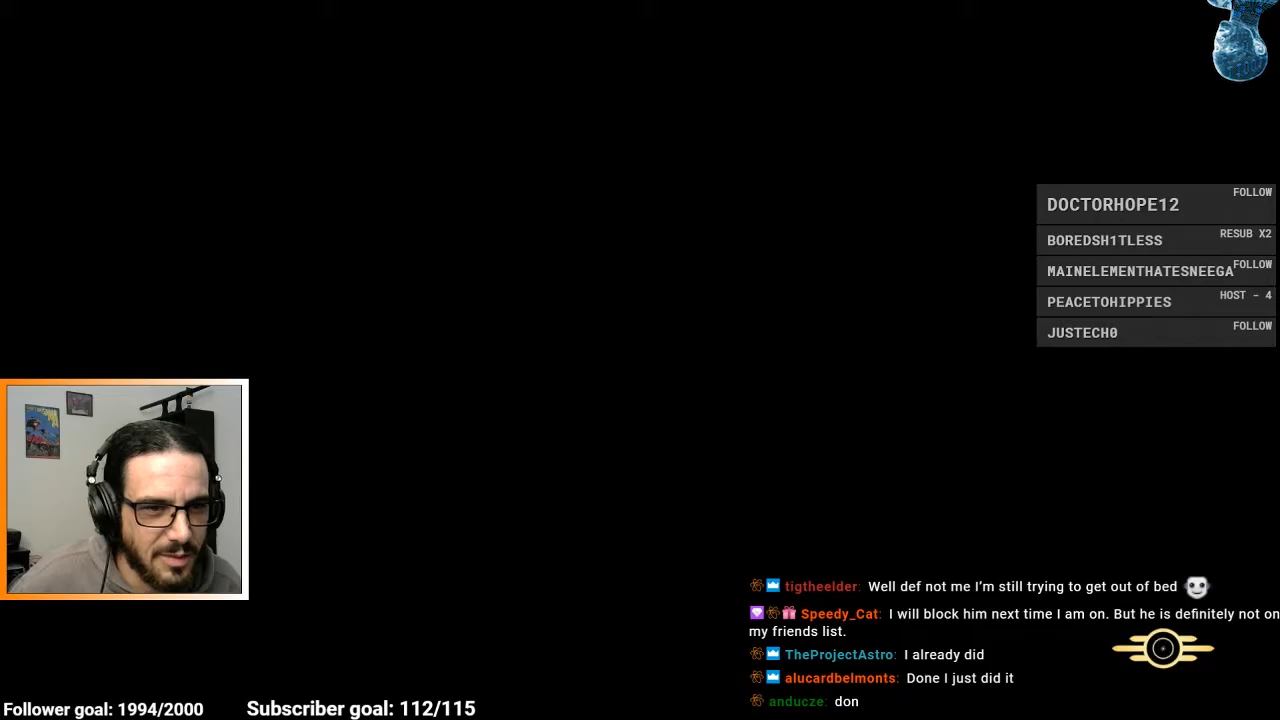 FOLLOW
DOCTORHOPE12
RESUB X2
BOREDSH1TLESS
FOLLOW
MAINELEMENTHATESNEEGA
HOST - 4
PEACETOHIPPIES
FOLLOW
JUSTECH0
tigtheelder: Well def not me I'm still trying to get out of bed
Speedy_Cat: I will block him next time I am on. But he is definitely not on
my friends list.
TheProjectAstro: I already did
alucardbelmonts: Done I just did it
anducze: don
Follower goal: 1994/2000
Subscriber goal: 112/115